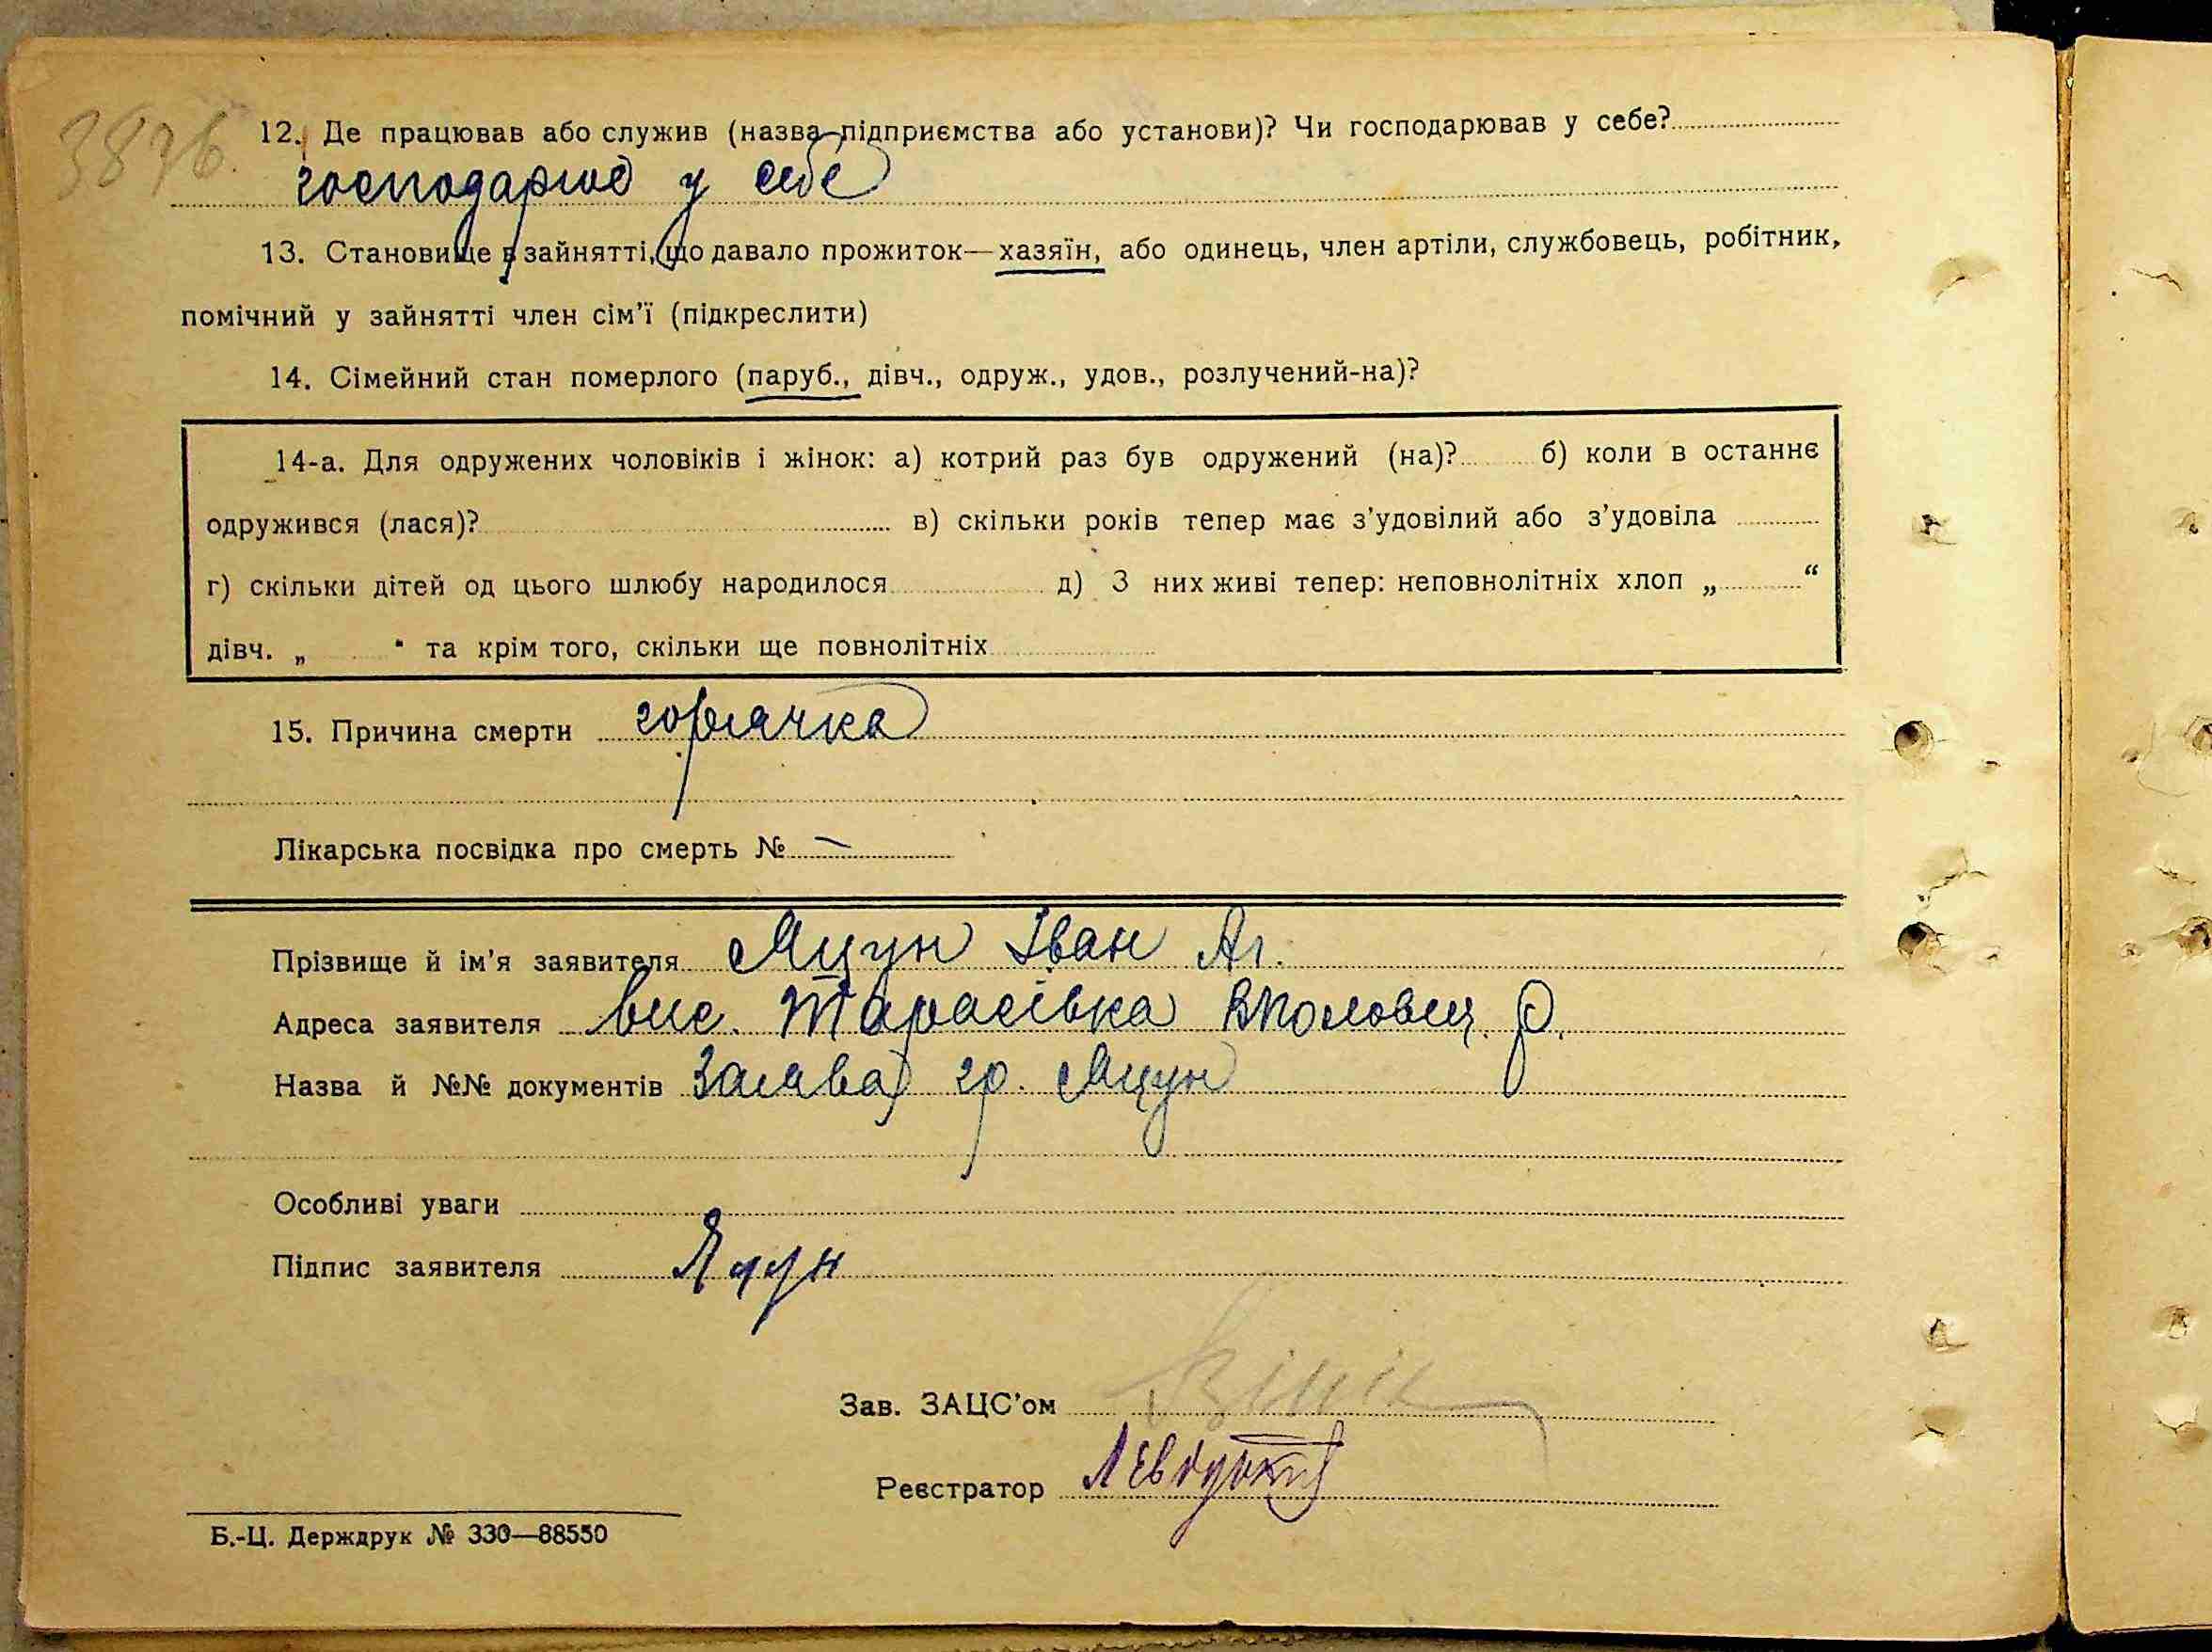 3876.
12. Де працював або служив (назва підприємства або установи)? Чи господарював у себе?
господарював у себе
13. Становище в зайнятті, що давало прожиток—хазяїн, або одинець, член артіли, службовець, робітник,
помічний у зайнятті член сім'ї (підкреслити)
14. Сімейний стан померлого (паруб., дівч., одруж., удов., розлучений-на)?
14-а. Для одружених чоловіків і жінок: а) котрий раз був одружений (на)? б) коли в останнє
одружився (лася)? в) скільки років тепер має з'удовілий або з'удовіла
г) скільки дітей од цього шлюбу народилося д) З них живі тепер: неповнолітніх хлоп „ “
дівч. „ “ та крім того, скільки ще повнолітніх
15. Причина смерти горячка
Лікарська посвідка про смерть № —
Прізвище й ім'я заявителя Яцун Іван Аг.
Адреса заявителя вис. Тарасівка
Назва й №№ документів Заява гр. Яцун
Особливі уваги
Підпис заявителя Яцун
Зав. ЗАЦС'ом
Реєстратор
Б.-Ц. Держдрук № 330—88550